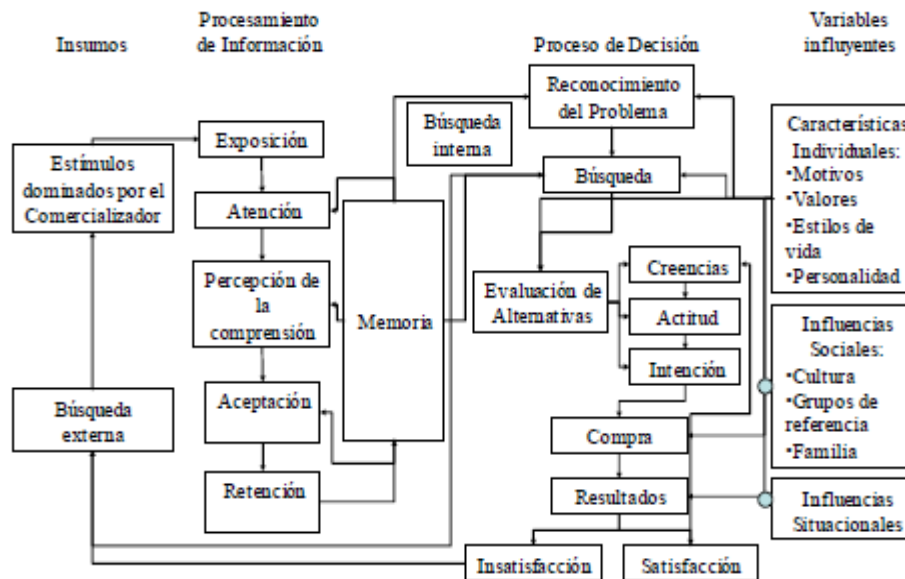 Insumos
Procesamiento
de Información
Proceso de Decisión
Variables
influyentes
Estímulos
dominados por el
Comercializador
Búsqueda
externa
Exposición
Atención
Percepción de
la
comprensión
Aceptación
Retención
Memoria
Búsqueda
interna
Reconocimiento
del Problema
Búsqueda
Evaluación de
Alternativas
Creencias
Actitud
Intención
Compra
Resultados
Insatisfacción
Satisfacción
Características
Individuales:
•Motivos
•Valores
•Estilos de
vida
•Personalidad
Influencias
Sociales:
•Cultura
•Grupos de
referencia
•Familia
Influencias
Situacionales